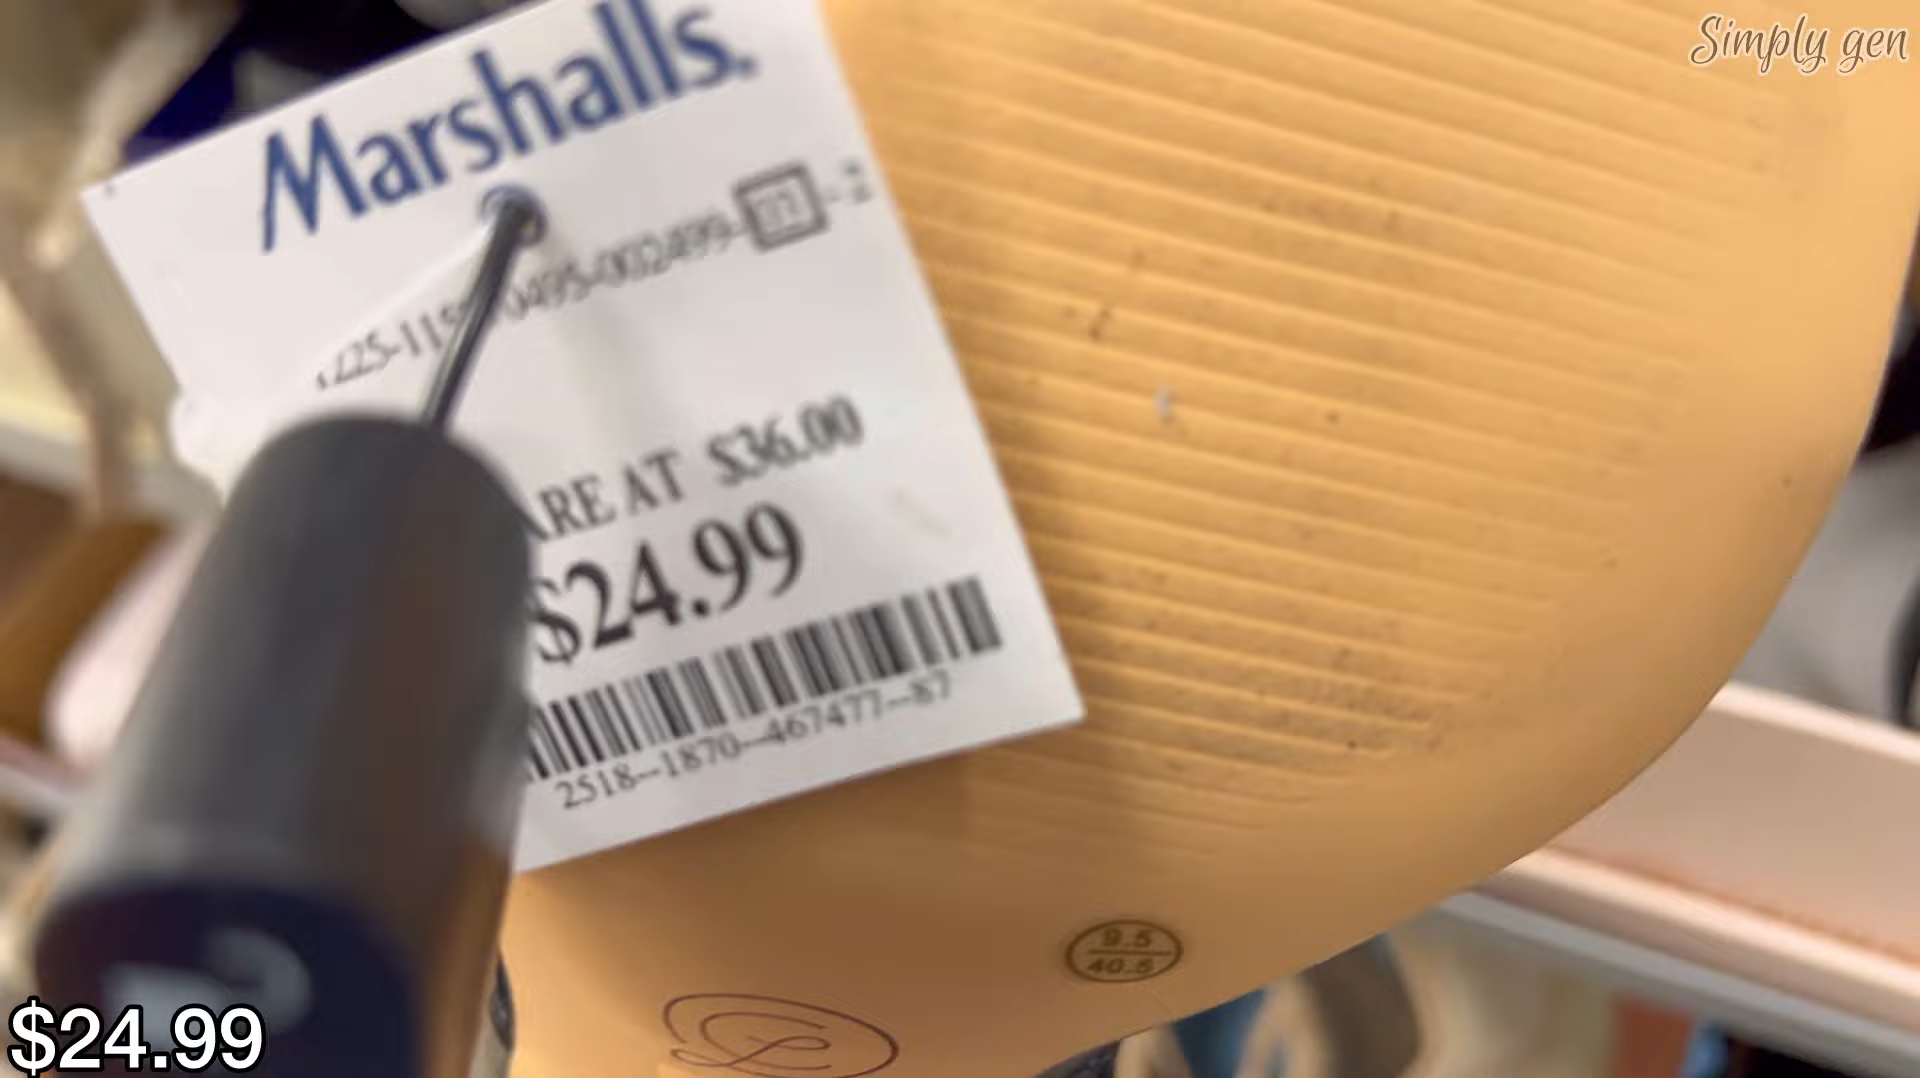 Simply gen
Marshalls.
ARE AT $36.00
$24.99
2518--1870--467477--87
9.5
40.5
$24.99